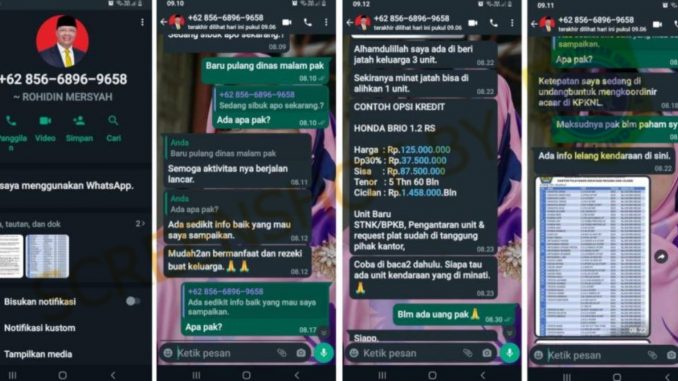 +62 856-6896-9658
~ ROHIDIN MERSYAH
Panggila
n
Video
Simpan
Cari
saya menggunakan WhatsApp.
, tautan, dan dok
2>
Bisukan notifikasi
Notifikasi kustom
Tampilkan media
09.10
+62 856-6896-9658
terakhir dilihat hari ini pukul 09.06
Sedang sibuk apo sekarang?
08.09
Baru pulang dinas malam pak
08.10
+62 856-6896-9658
Sedang sibuk apo sekarang?
Ada apa pak?
08.10
Anda
Baru pulang dinas malam pak
Semoga aktivitas nya berjalan
lancar.
08.11
Anda
Ada apa pak?
Ada sedikit info baik yang mau
saya sampaikan.
08.12
Mudah2an bermanfaat dan rezeki
buat keluarga.🙏🙏
08.12
+62 856-6896-9658
Ada sedikit info baik yang mau saya
sampaikan.
Apa pak?
08.17
Ketik pesan
09.12
+62 856-6896-9658
terakhir dilihat hari ini pukul 09.06
Alhamdulillah saya ada di beri
jatah keluarga 3 unit.
08.22
Sekiranya minat jatah bisa di
alihkan 1 unit.
08.22
CONTOH OPSI KREDIT
HONDA BRIO 1.2 RS
Harga : Rp.125.000.000
Dp30% : Rp.37.500.000
Sisa : Rp.87.500.000
Tenor : 5 Thn 60 Bln
Cicilan : Rp.1.458.000.Bln
Unit Baru
STNK/BPKB, Pengantaran unit &
request plat sudah di tanggung
pihak kantor,
08.22
Coba di baca2 dahulu. Siapa tau
ada unit kendaraan yang di minati.
🙏
08.23
Blm ada uang pak🙏
08.30
Siapo,
Ketik pesan
09.11
+62 856-6896-9658
terakhir dilihat hari ini pukul 09.06
sampaikan.
Apa pak?
Ketepatan saya sedang di
undangbuntuk mengkoordinir
acaar di KPKNL.
08.18
Maksudnya pak blm paham sy
Ada info lelang kendaraan di sini.
08.22
Ketik pesan